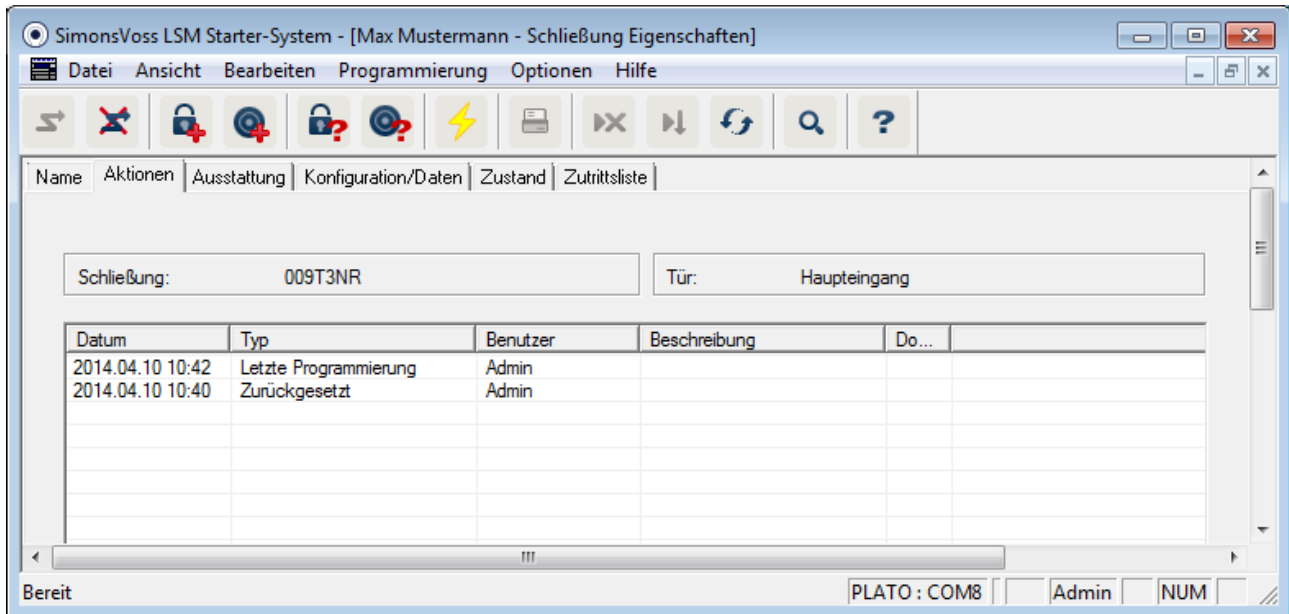 SimonsVoss LSM Starter-System - [Max Mustermann - Schließung Eigenschaften]
Datei Ansicht Bearbeiten Programmierung Optionen Hilfe
Name Aktionen Ausstattung Konfiguration/Daten Zustand Zutrittsliste
Schließung: 009T3NR Tür: Haupteingang
Datum Typ Benutzer Beschreibung Do...
2014.04.10 10:42 Letzte Programmierung Admin
2014.04.10 10:40 Zurückgesetzt Admin
Bereit PLATO : COM8 Admin NUM